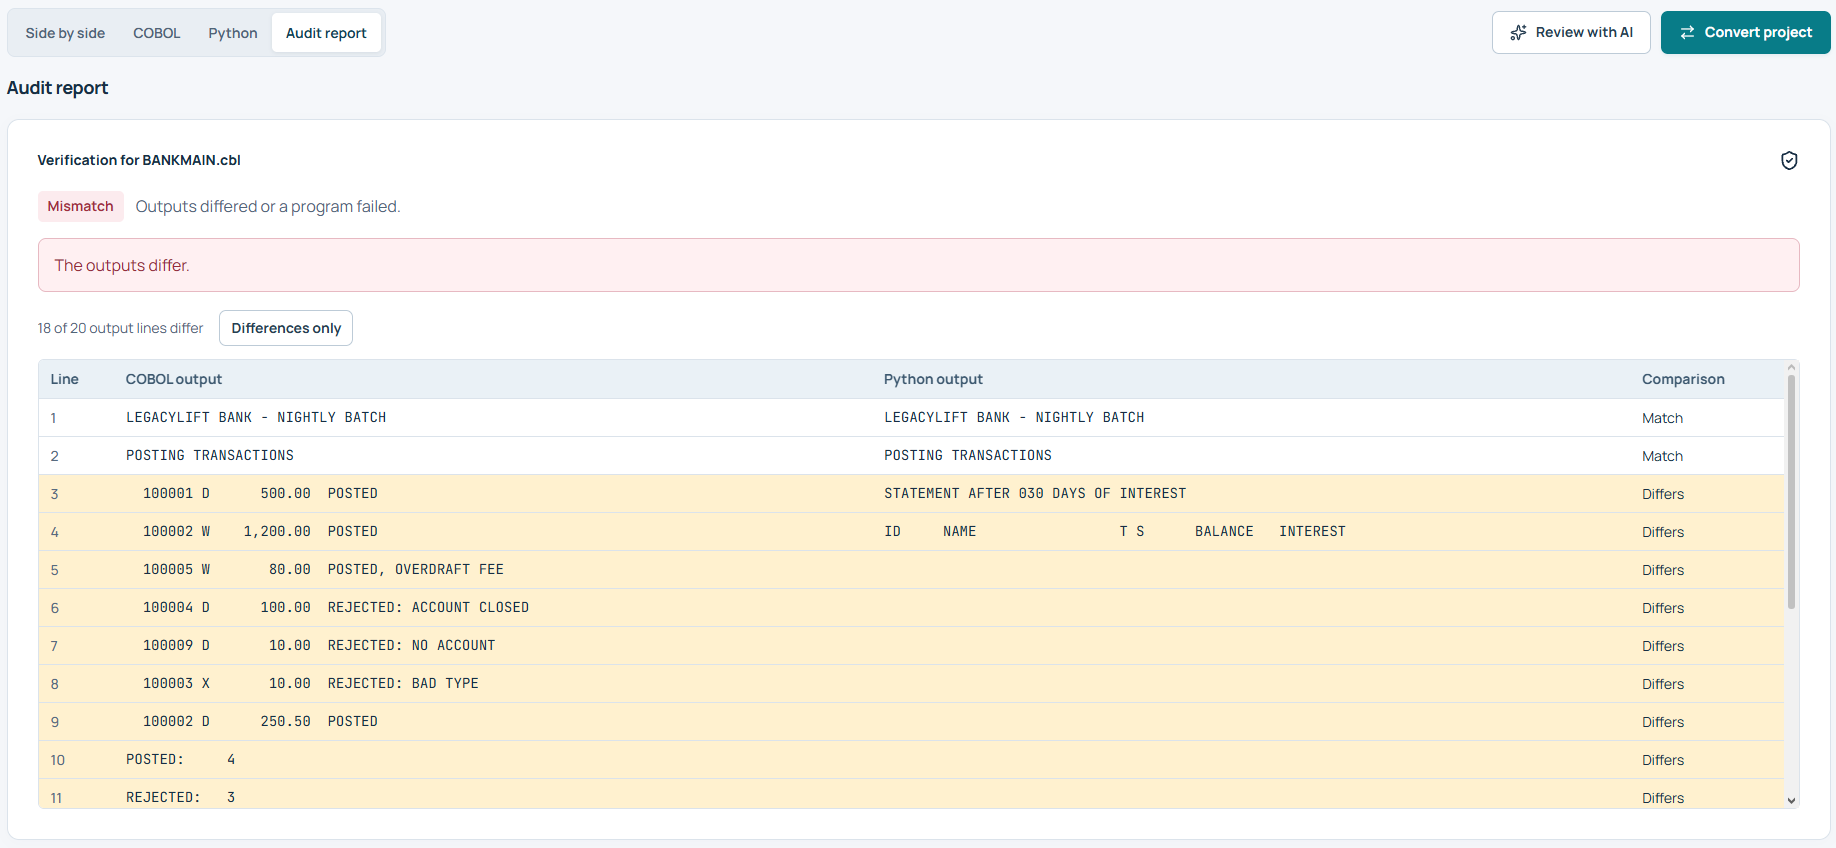 Side by side COBOL Python Audit report Review with AI Convert project
Audit report
Verification for BANKMAIN.cbl
Mismatch Outputs differed or a program failed.
The outputs differ.
18 of 20 output lines differ Differences only
Line COBOL output Python output Comparison
1 LEGACYLIFT BANK - NIGHTLY BATCH LEGACYLIFT BANK - NIGHTLY BATCH Match
2 POSTING TRANSACTIONS POSTING TRANSACTIONS Match
3 100001 D 500.00 POSTED STATEMENT AFTER 030 DAYS OF INTEREST Differs
4 100002 W 1,200.00 POSTED ID NAME T S BALANCE INTEREST Differs
5 100005 W 80.00 POSTED, OVERDRAFT FEE Differs
6 100004 D 100.00 REJECTED: ACCOUNT CLOSED Differs
7 100009 D 10.00 REJECTED: NO ACCOUNT Differs
8 100003 X 10.00 REJECTED: BAD TYPE Differs
9 100002 D 250.50 POSTED Differs
10 POSTED: 4 Differs
11 REJECTED: 3 Differs